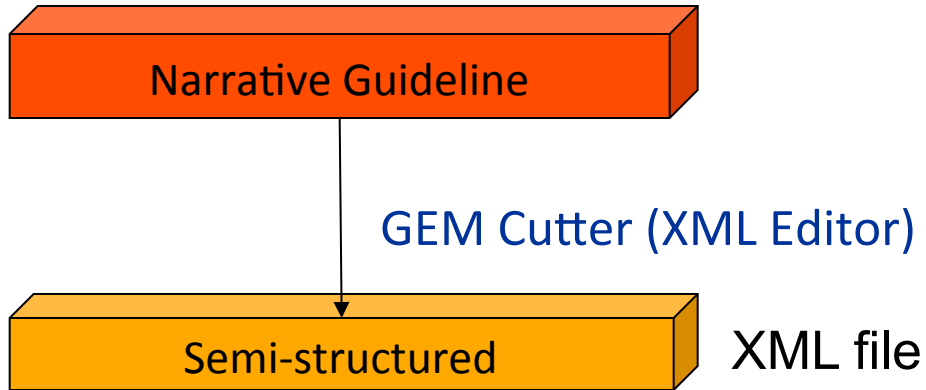 Narrative Guideline
GEM Cutter (XML Editor)
Semi-structured
XML file